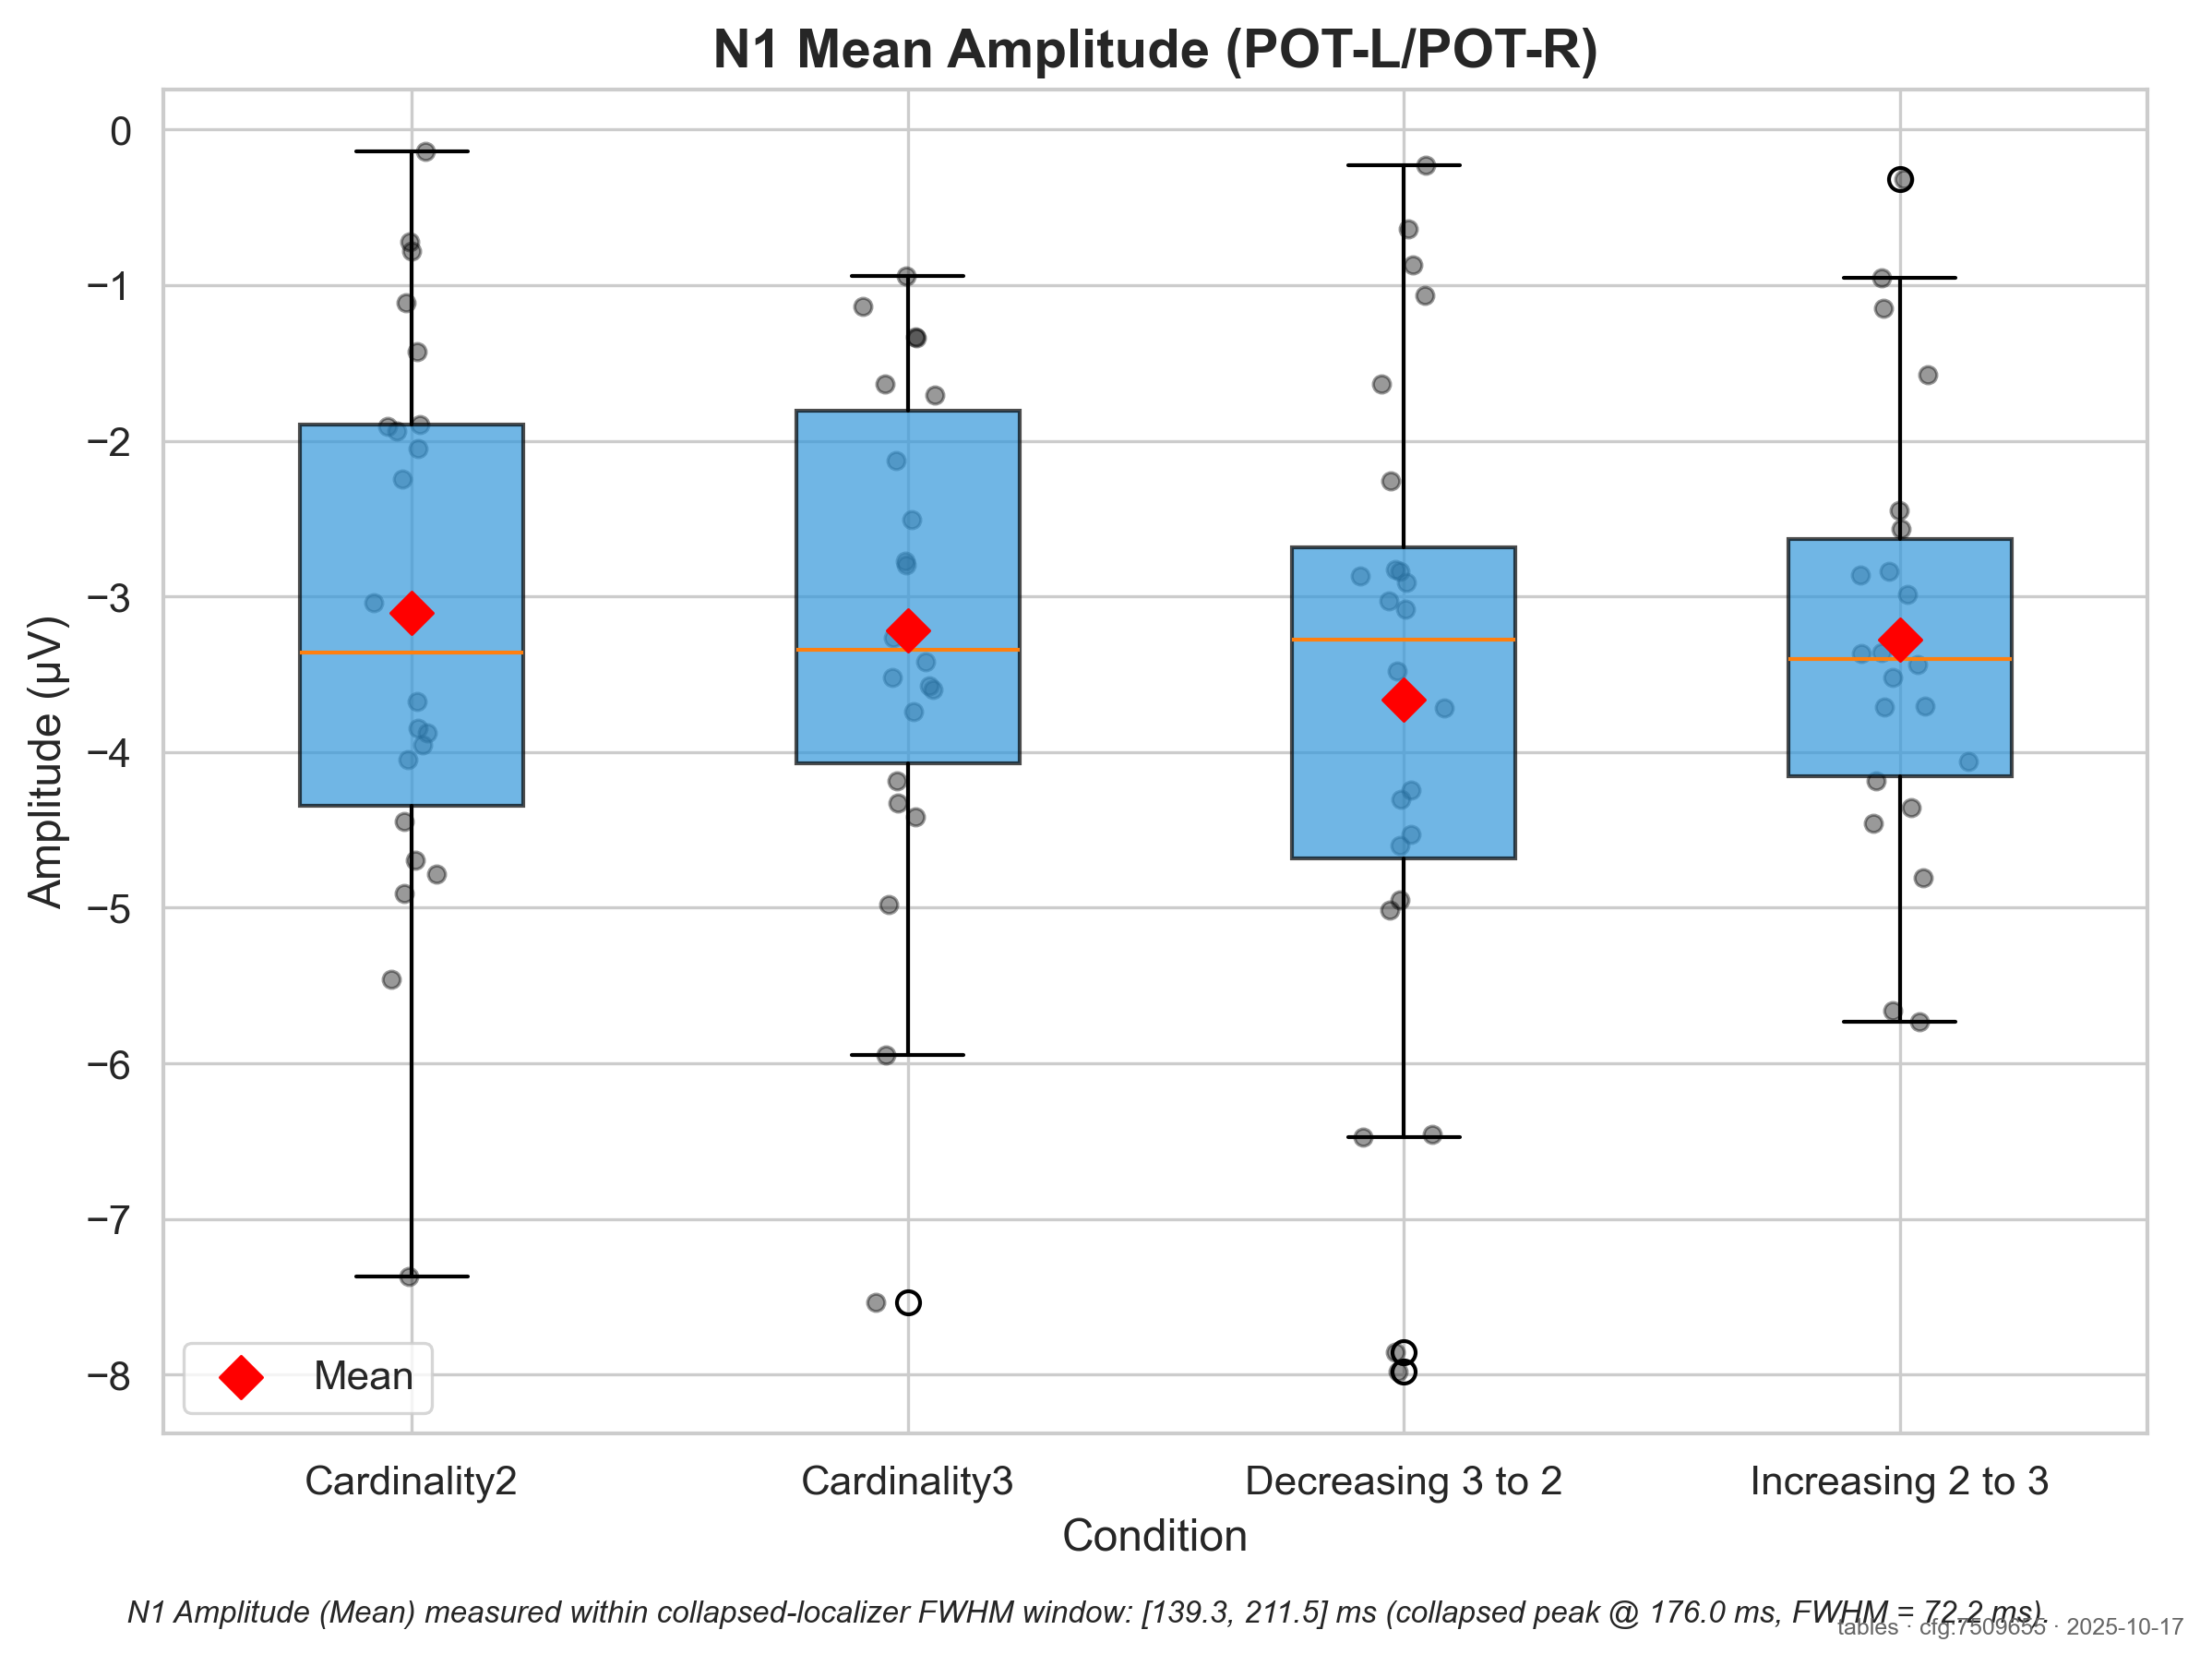 N1 Mean Amplitude (POT-L/POT-R)
Amplitude (µV)
0
−1
−2
−3
−4
−5
−6
−7
−8
Mean
Cardinality2 Cardinality3 Decreasing 3 to 2 Increasing 2 to 3
Condition
N1 Amplitude (Mean) measured within collapsed-localizer FWHM window: [139.3, 211.5] ms (collapsed peak @ 176.0 ms, FWHM = 72.2 ms).
tables · cfg:7509655 · 2025-10-17